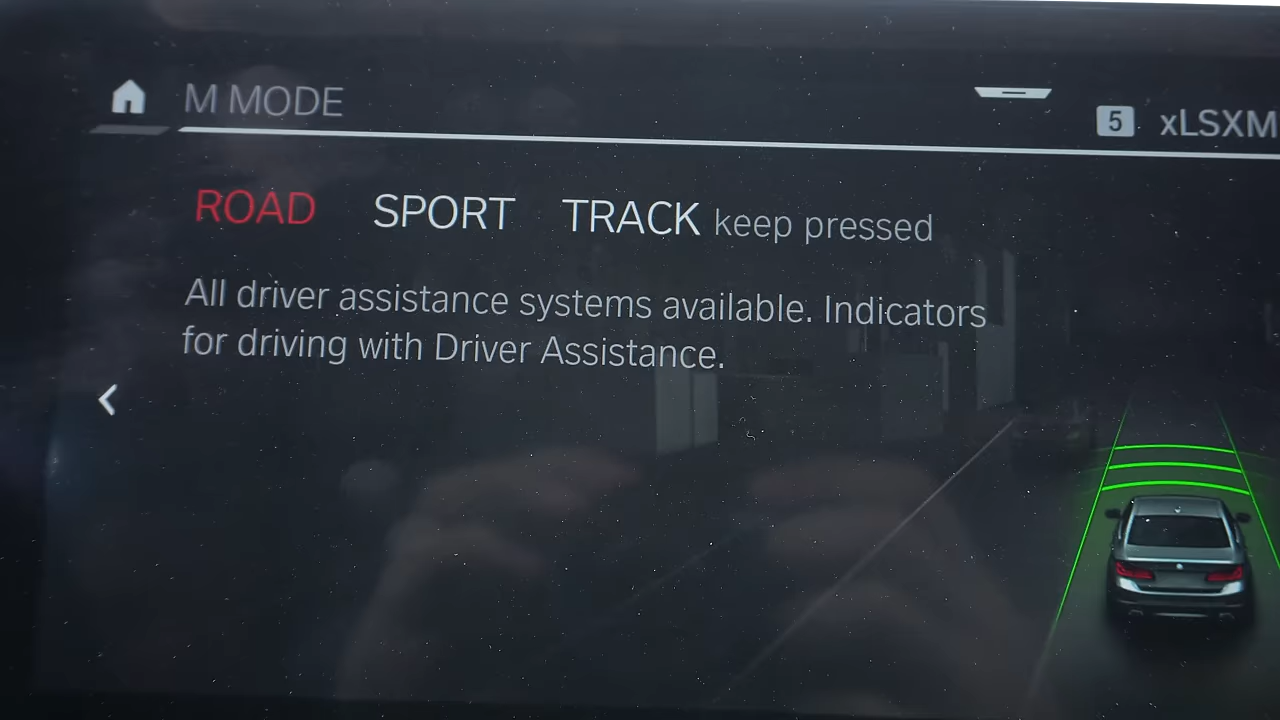 M MODE
5 xLSXM
ROAD SPORT TRACK keep pressed
All driver assistance systems available. Indicators
for driving with Driver Assistance.